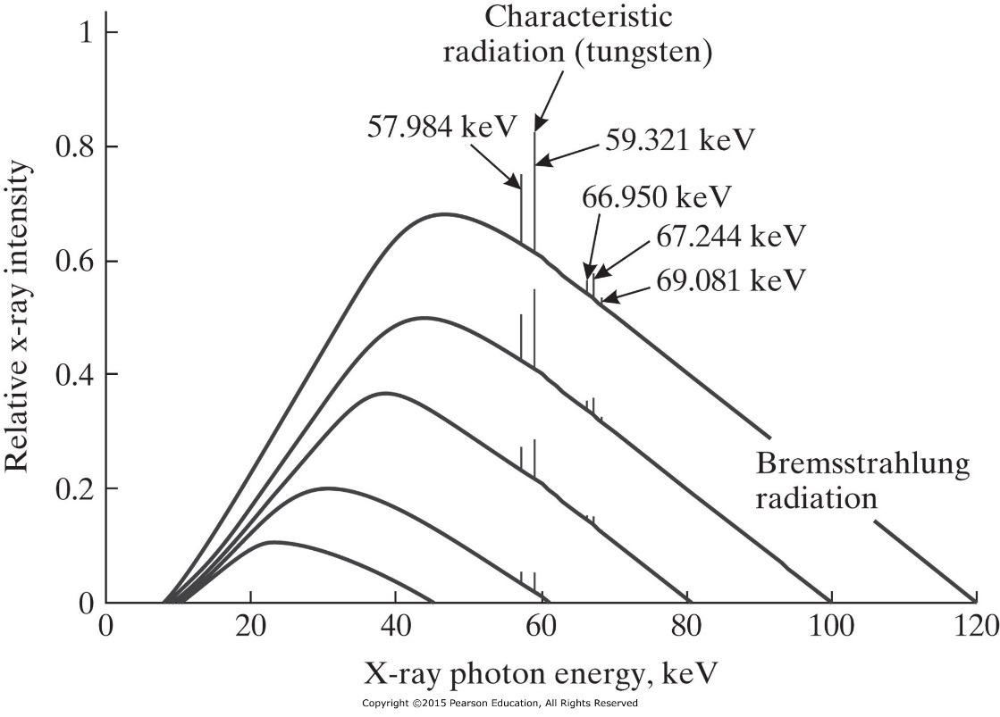 Characteristic
radiation (tungsten)
57.984 keV
59.321 keV
66.950 keV
67.244 keV
69.081 keV
Bremsstrahlung
radiation
Relative x-ray intensity
1
0.8
0.6
0.4
0.2
0
0 20 40 60 80 100 120
X-ray photon energy, keV
Copyright ©2015 Pearson Education, All Rights Reserved